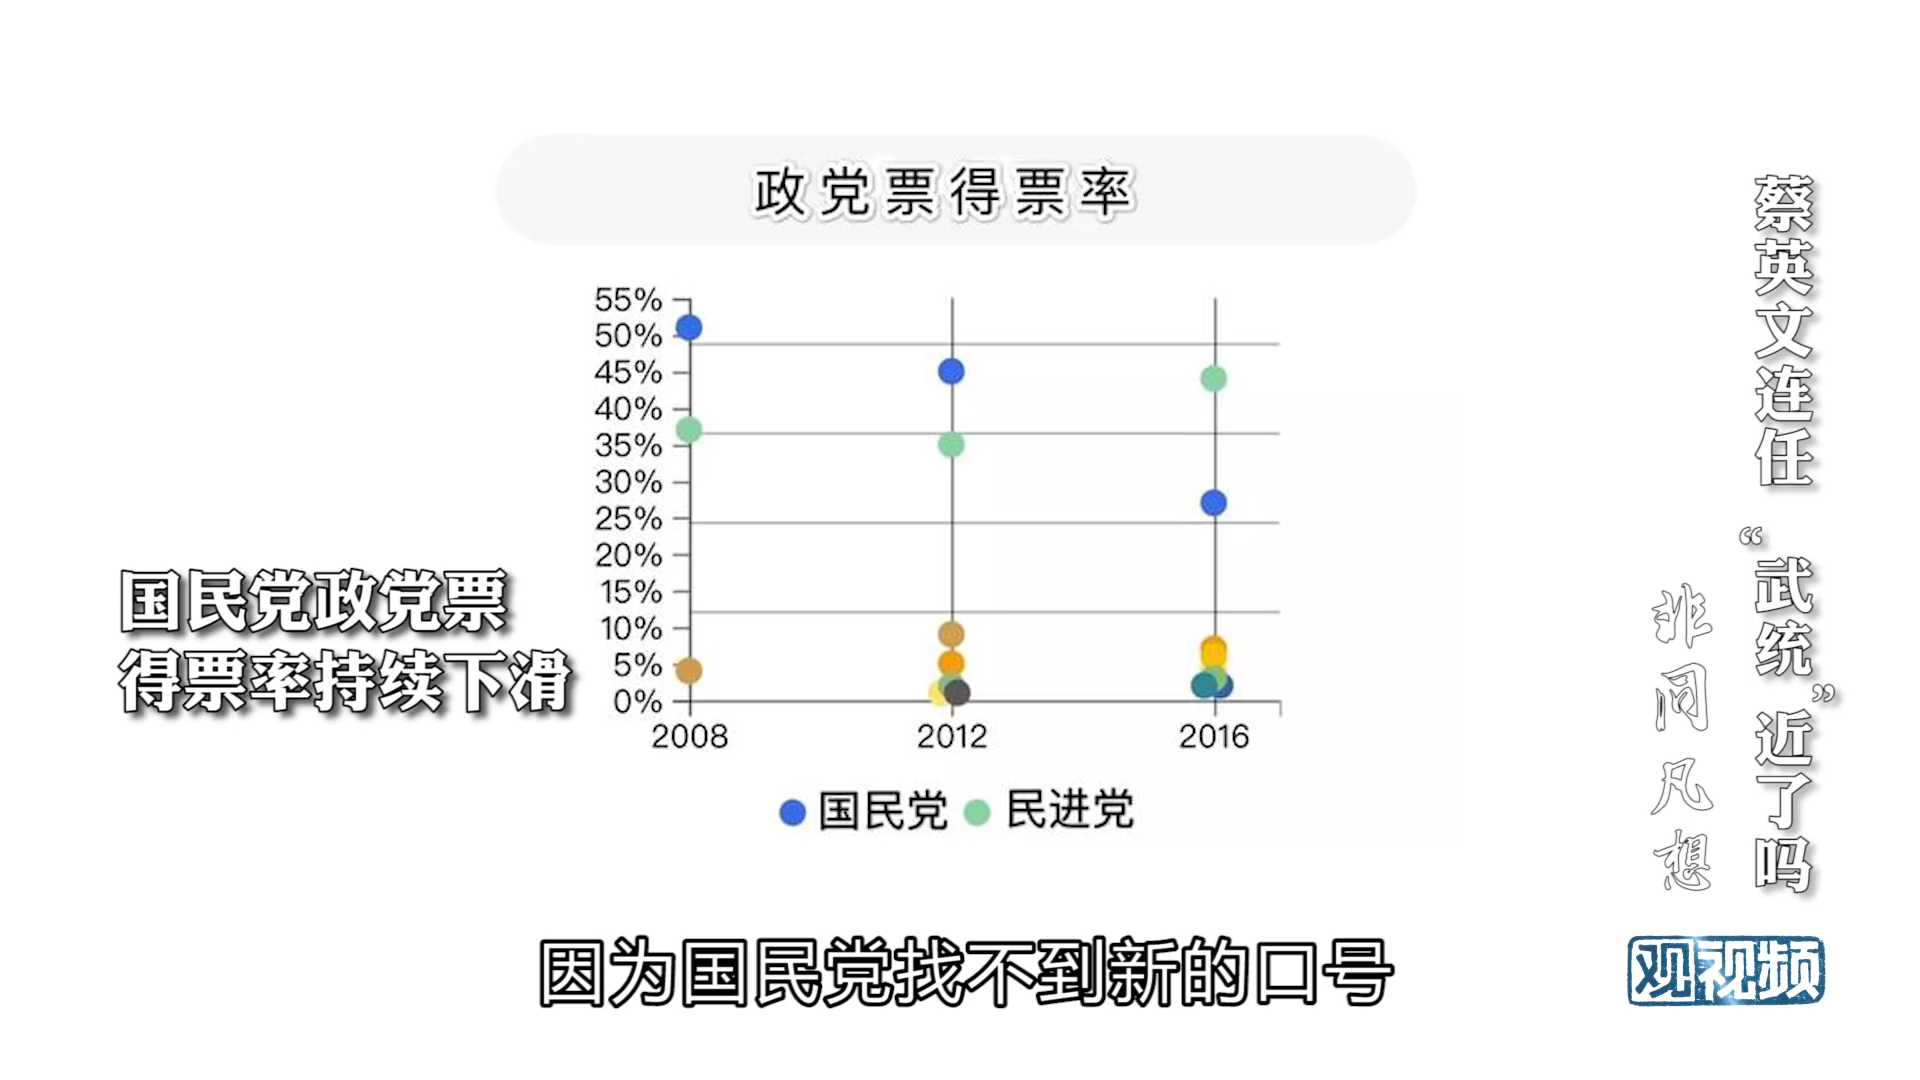 政党票得票率
55%
50%
45%
40%
35%
30%
25%
20%
15%
10%
5%
0%
2008
2012
2016
国民党
民进党
国民党政党票
得票率持续下滑
蔡英文连任“武统”近了吗
非同凡想
观视频
因为国民党找不到新的口号